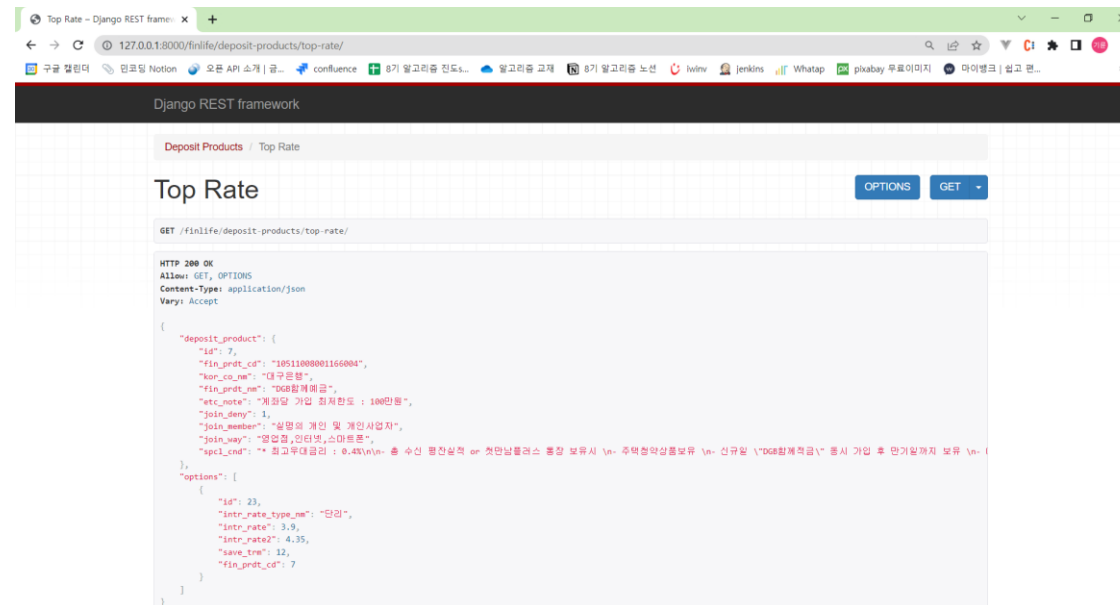 Top Rate – Django REST framew
127.0.0.1:8000/finlife/deposit-products/top-rate/
구글 캘린더 민코딩 Notion 오픈 API 소개 | 금... confluence 8기 알고리즘 진도s... 알고리즘 교재 8기 알고리즘 노션 iwinv Jenkins Whatap pixabay 무료이미지 마이뱅크 | 쉽고 편...
Django REST framework
Deposit Products / Top Rate
Top Rate
OPTIONS GET
GET /finlife/deposit-products/top-rate/
HTTP 200 OK
Allow: GET, OPTIONS
Content-Type: application/json
Vary: Accept
{
"deposit_product": {
"id": 7,
"fin_prdt_cd": "10511008001166004",
"kor_co_nm": "대구은행",
"fin_prdt_nm": "DGB함께예금",
"etc_note": "계좌당 가입 최저한도 : 100만원",
"join_deny": 1,
"join_member": "실명의 개인 및 개인사업자",
"join_way": "영업점,인터넷,스마트폰",
"spcl_cnd": "* 최고우대금리 : 0.4%\n\n- 총 수신 평잔실적 or 첫만남플러스 통장 보유시 \n- 주택청약상품보유 \n- 신규일 \"DGB함께적금\" 동시 가입 후 만기일까지 보유 \n-
},
"options": [
{
"id": 23,
"intr_rate_type_nm": "단리",
"intr_rate": 3.9,
"intr_rate2": 4.35,
"save_trm": 12,
"fin_prdt_cd": 7
}
]
}